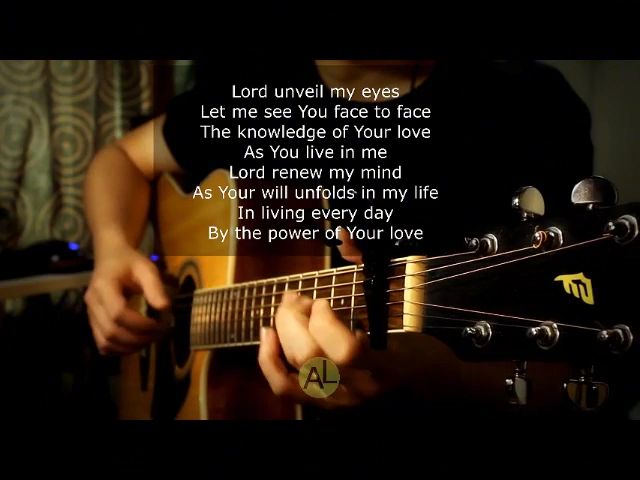 Lord unveil my eyes
Let me see You face to face
The knowledge of Your love
As You live in me
Lord renew my mind
As Your will unfolds in my life
In living every day
By the power of Your love
AL